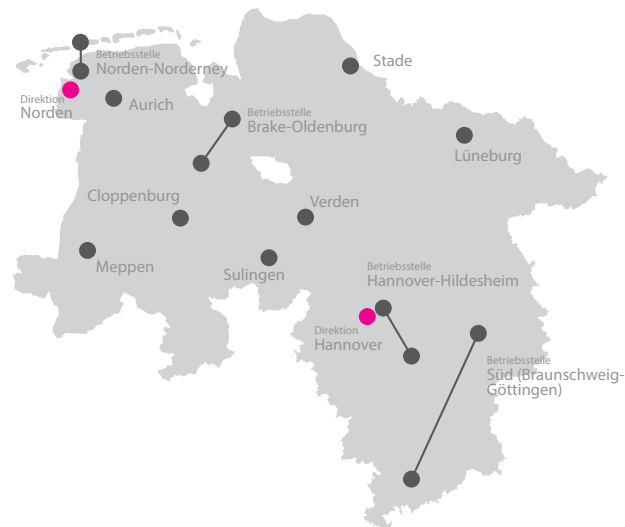 Betriebsstelle
Norden-Norderney
Stade
Direktion
Norden
Aurich
Betriebsstelle
Brake-Oldenburg
Lüneburg
Cloppenburg
Verden
Meppen
Sulingen
Betriebsstelle
Hannover-Hildesheim
Direktion
Hannover
Betriebsstelle
Süd (Braunschweig-
Göttingen)